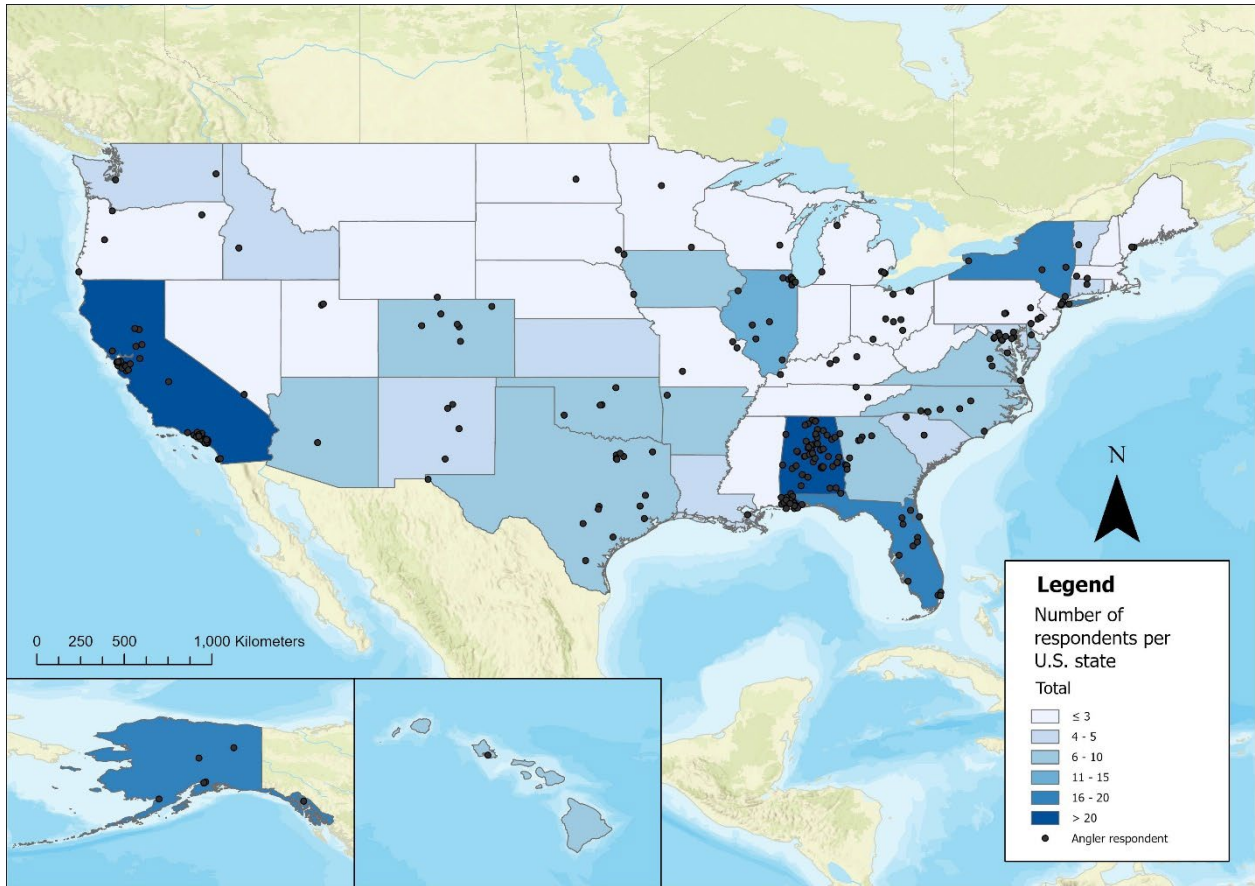 N
0 250 500 1,000 Kilometers
Legend
Number of
respondents per
U.S. state
Total
≤ 3
4 - 5
6 - 10
11 - 15
16 - 20
> 20
Angler respondent